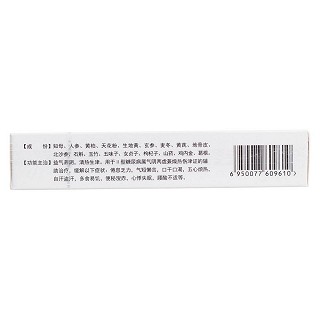 【成　份】知母、人参、黄柏、天花粉、生地黄、玄参、麦冬、黄芪、地骨皮、
北沙参、石斛、玉竹、五味子、女贞子、枸杞子、山药、鸡内金、葛根。
【功能主治】益气养阴，清热生津。用于Ⅱ型糖尿病属气阴两虚兼燥热伤津证的辅
助治疗，缓解以下症状：倦怠乏力、气短懒言、口干口渴、五心烦热、
自汗盗汗、多食易饥、便秘溲赤、心悸失眠、腰酸不适等。
6 950077 609610